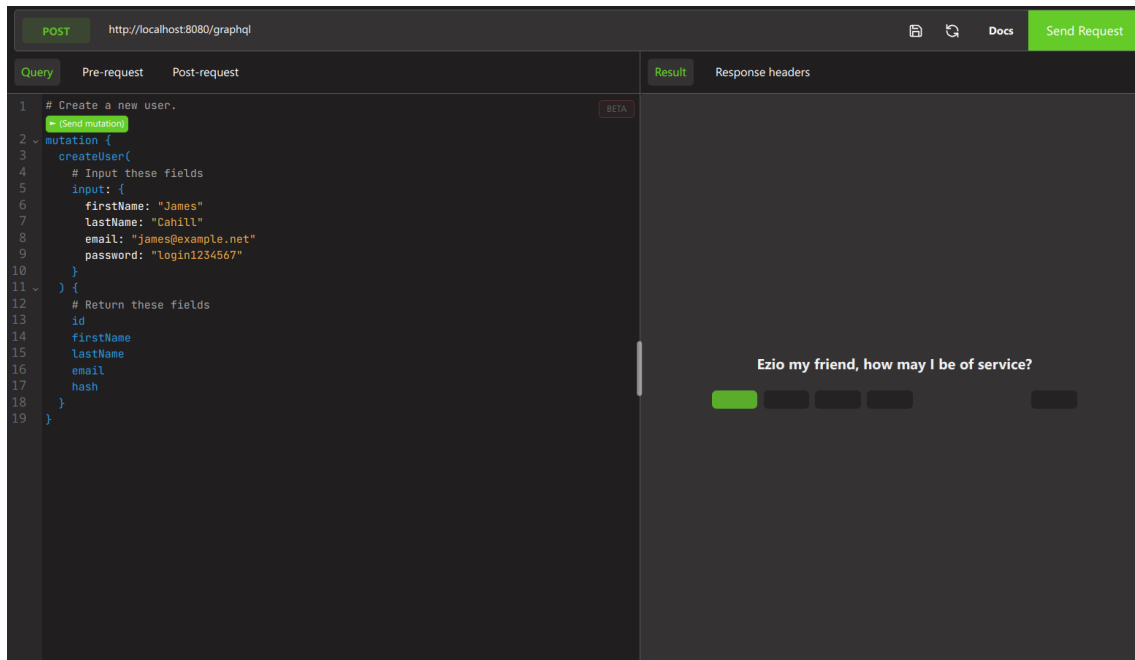 POST http://localhost:8080/graphql Docs Send Request
Query Pre-request Post-request
Result Response headers
1 # Create a new user.
BETA
► (Send mutation)
2 mutation {
3   createUser(
4     # Input these fields
5     input: {
6       firstName: "James"
7       lastName: "Cahill"
8       email: "james@example.net"
9       password: "login1234567"
10     }
11   ) {
12     # Return these fields
13     id
14     firstName
15     lastName
16     email
17     hash
18   }
19 }
Ezio my friend, how may I be of service?